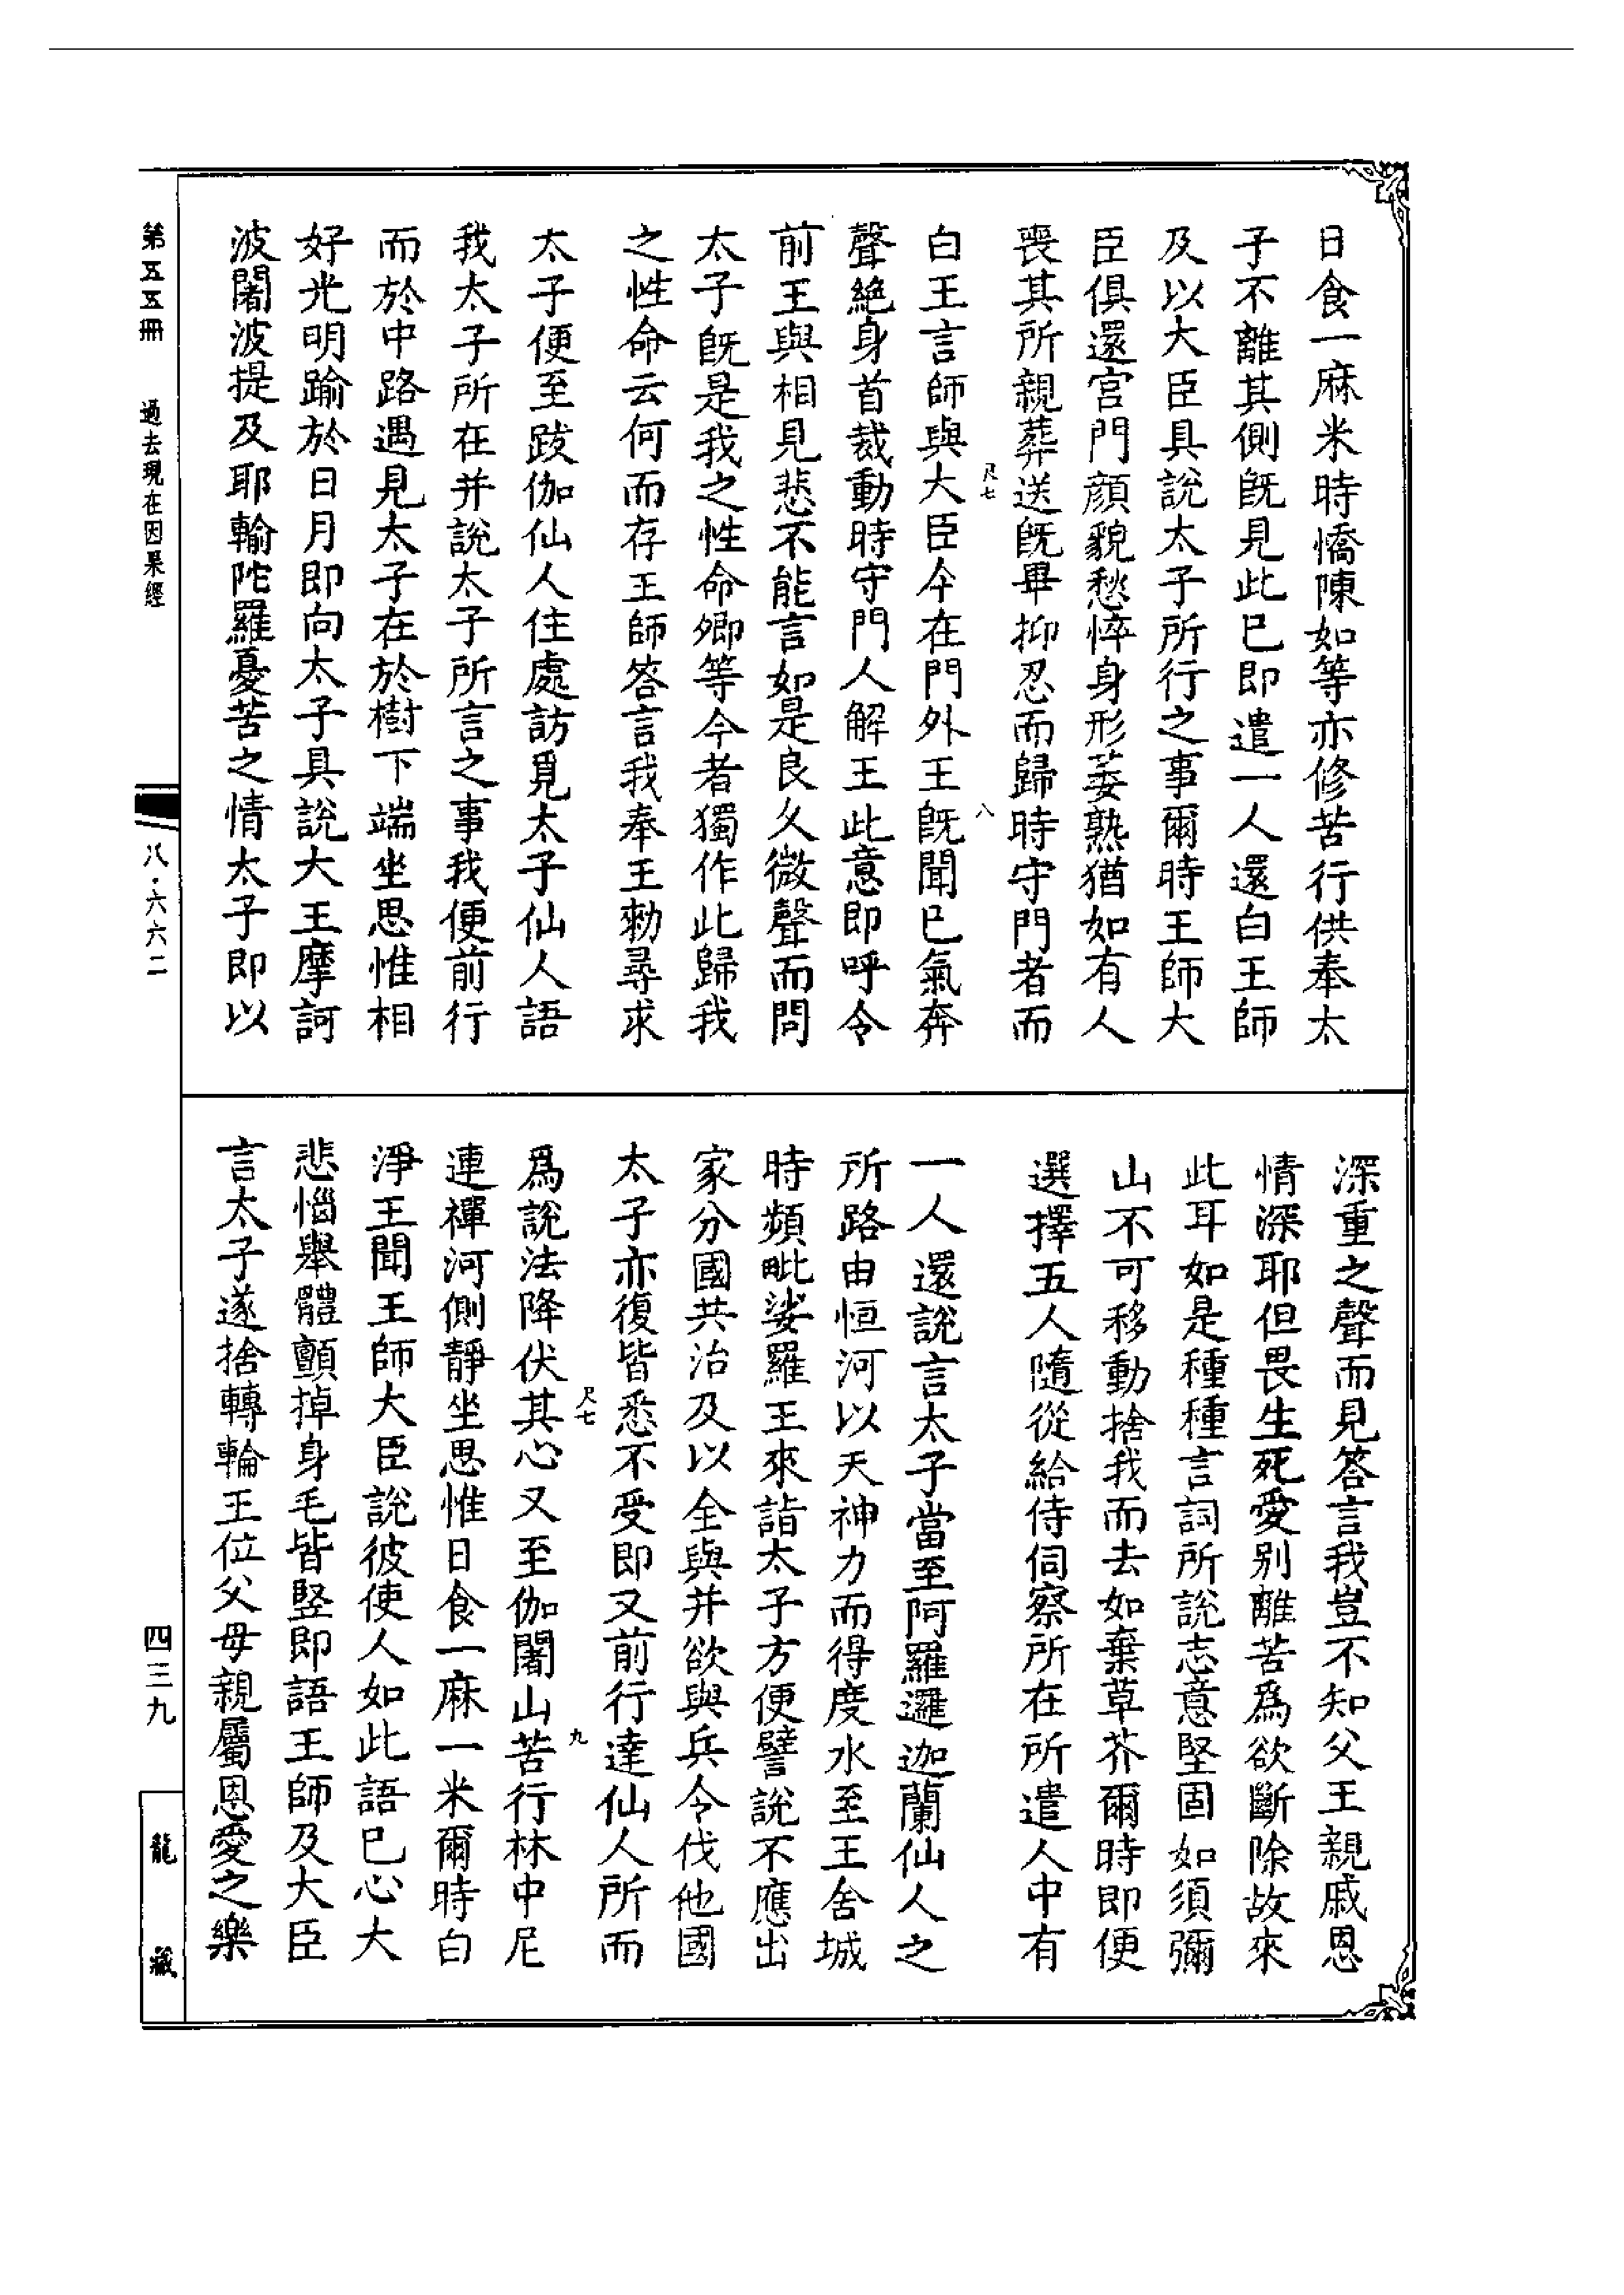 日食一麻米時憍陳如等亦修苦行供奉太
子不離其側既見此已即遣一人還白王師
及以大臣具說太子所行之事爾時王師大
臣俱還宮門顔貌愁悴身形萎熟猶如有人
喪其所親葬送既畢抑忍而歸時守門者而
尺七
八
白王言師與大臣今在門外王既聞已氣奔
聲絕身首裁動時守門人解王此意即呼令
前王與相見悲不能言如是良久微聲而問
太子既是我之性命卿等今者獨作此歸我
之性命云何而存王師答言我奉王勑尋求
太子便至跋伽仙人住處訪覓太子仙人語
我太子所在并說太子所言之事我便前行
而於中路遇見太子在於樹下端坐思惟相
好光明踰於日月即向太子具說大王摩訶
波闍波提及耶輸陀羅憂苦之情太子即以
深重之聲而見答言我豈不知父王親戚恩
情深耶但畏生死愛别離苦爲欲斷除故來
此耳如是種種言詞所說志意堅固如須彌
山不可移動捨我而去如棄草芥爾時即便
選擇五人隨從給侍伺察所在所遣人中有
一人還說言太子當至阿羅邏迦蘭仙人之
所路由恒河以天神力而得度水至王舍城
時頻毗娑羅王來詣太子方便譬說不應出
家分國共治及以全與并欲與兵令伐他國
太子亦復皆悉不受即又前行達仙人所而
尺七
九
爲說法降伏其心又至伽闍山苦行林中尼
連禪河側靜坐思惟日食一麻一米爾時白
淨王聞王師大臣說彼使人如此語已心大
悲惱舉體顫掉身毛皆竪即語王師及大臣
言太子遂捨轉輪王位父母親屬恩愛之樂
第五五冊
過去現在因果經
八·六六二
四三九
龍藏